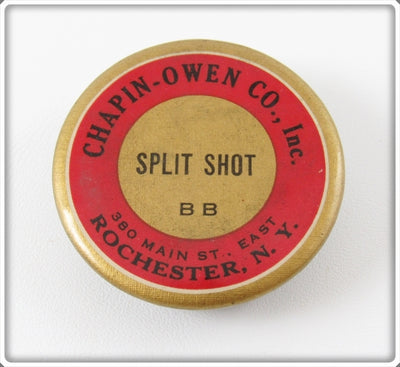 CHAPIN-OWEN CO., Inc.
SPLIT SHOT
BB
380 MAIN ST., EAST
ROCHESTER, N. Y.